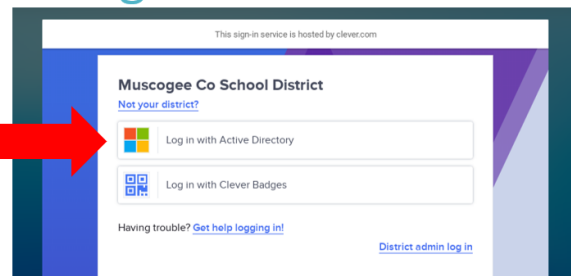 This sign-in service is hosted by clever.com
Muscogee Co School District
Not your district?
Log in with Active Directory
Log in with Clever Badges
Having trouble? Get help logging in!
District admin log in